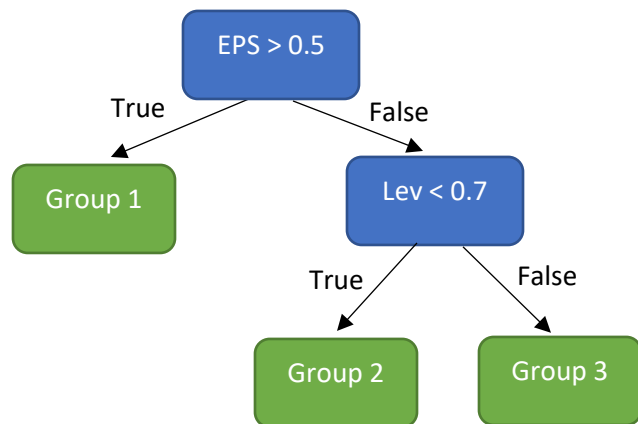 EPS > 0.5
True
False
Group 1
Lev < 0.7
True
False
Group 2
Group 3